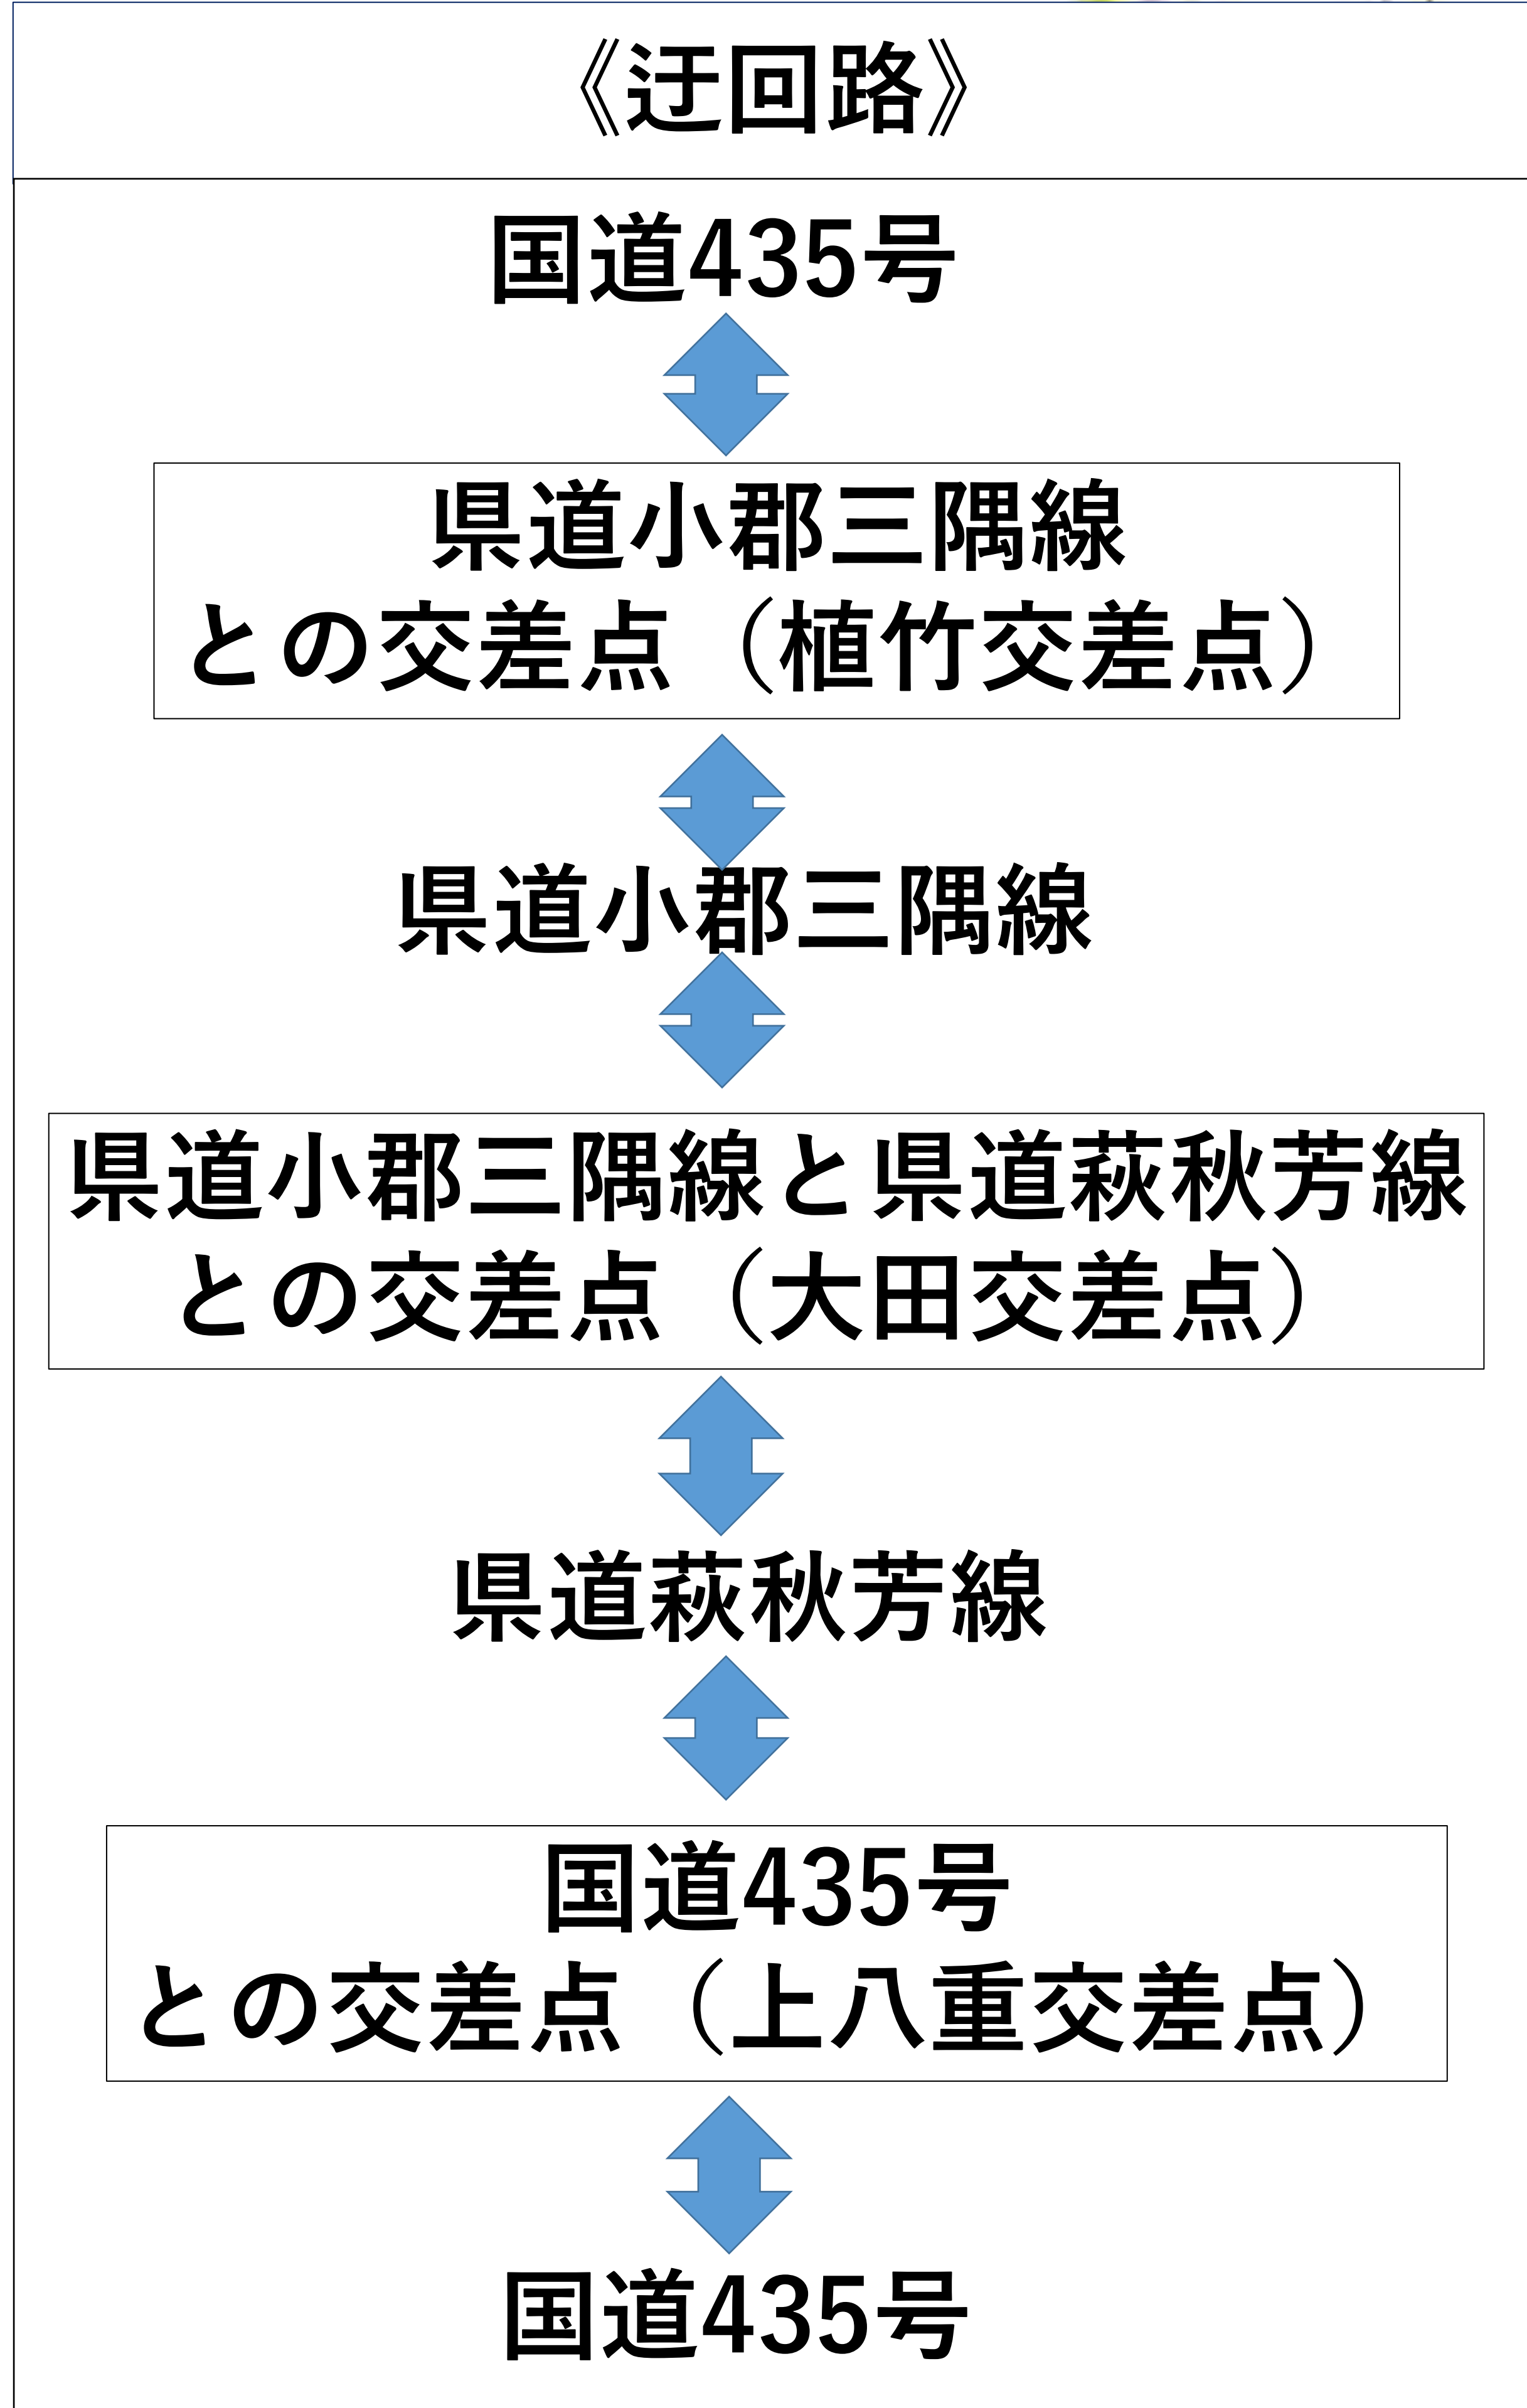 《迂回路》
国道435号
県道小郡三隅線
との交差点（植竹交差点）
県道小郡三隅線
県道小郡三隅線と県道萩秋芳線
との交差点（大田交差点）
県道萩秋芳線
国道435号
との交差点（上八重交差点）
国道435号